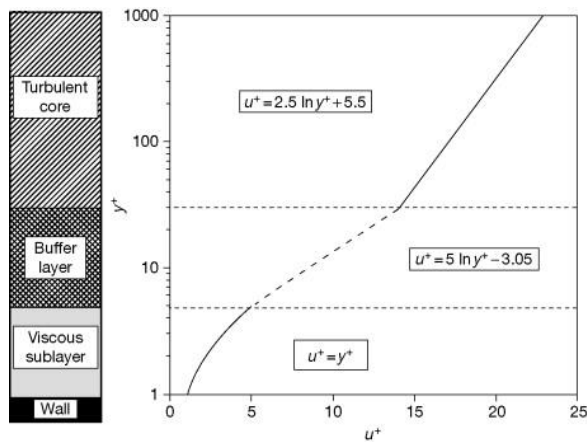 Turbulent
core
Buffer
layer
Viscous
sublayer
Wall
y⁺
1000
100
10
1
u⁺ = 2.5 ln y⁺ + 5.5
u⁺ = 5 ln y⁺ − 3.05
u⁺ = y⁺
0 5 10 15 20 25
u⁺